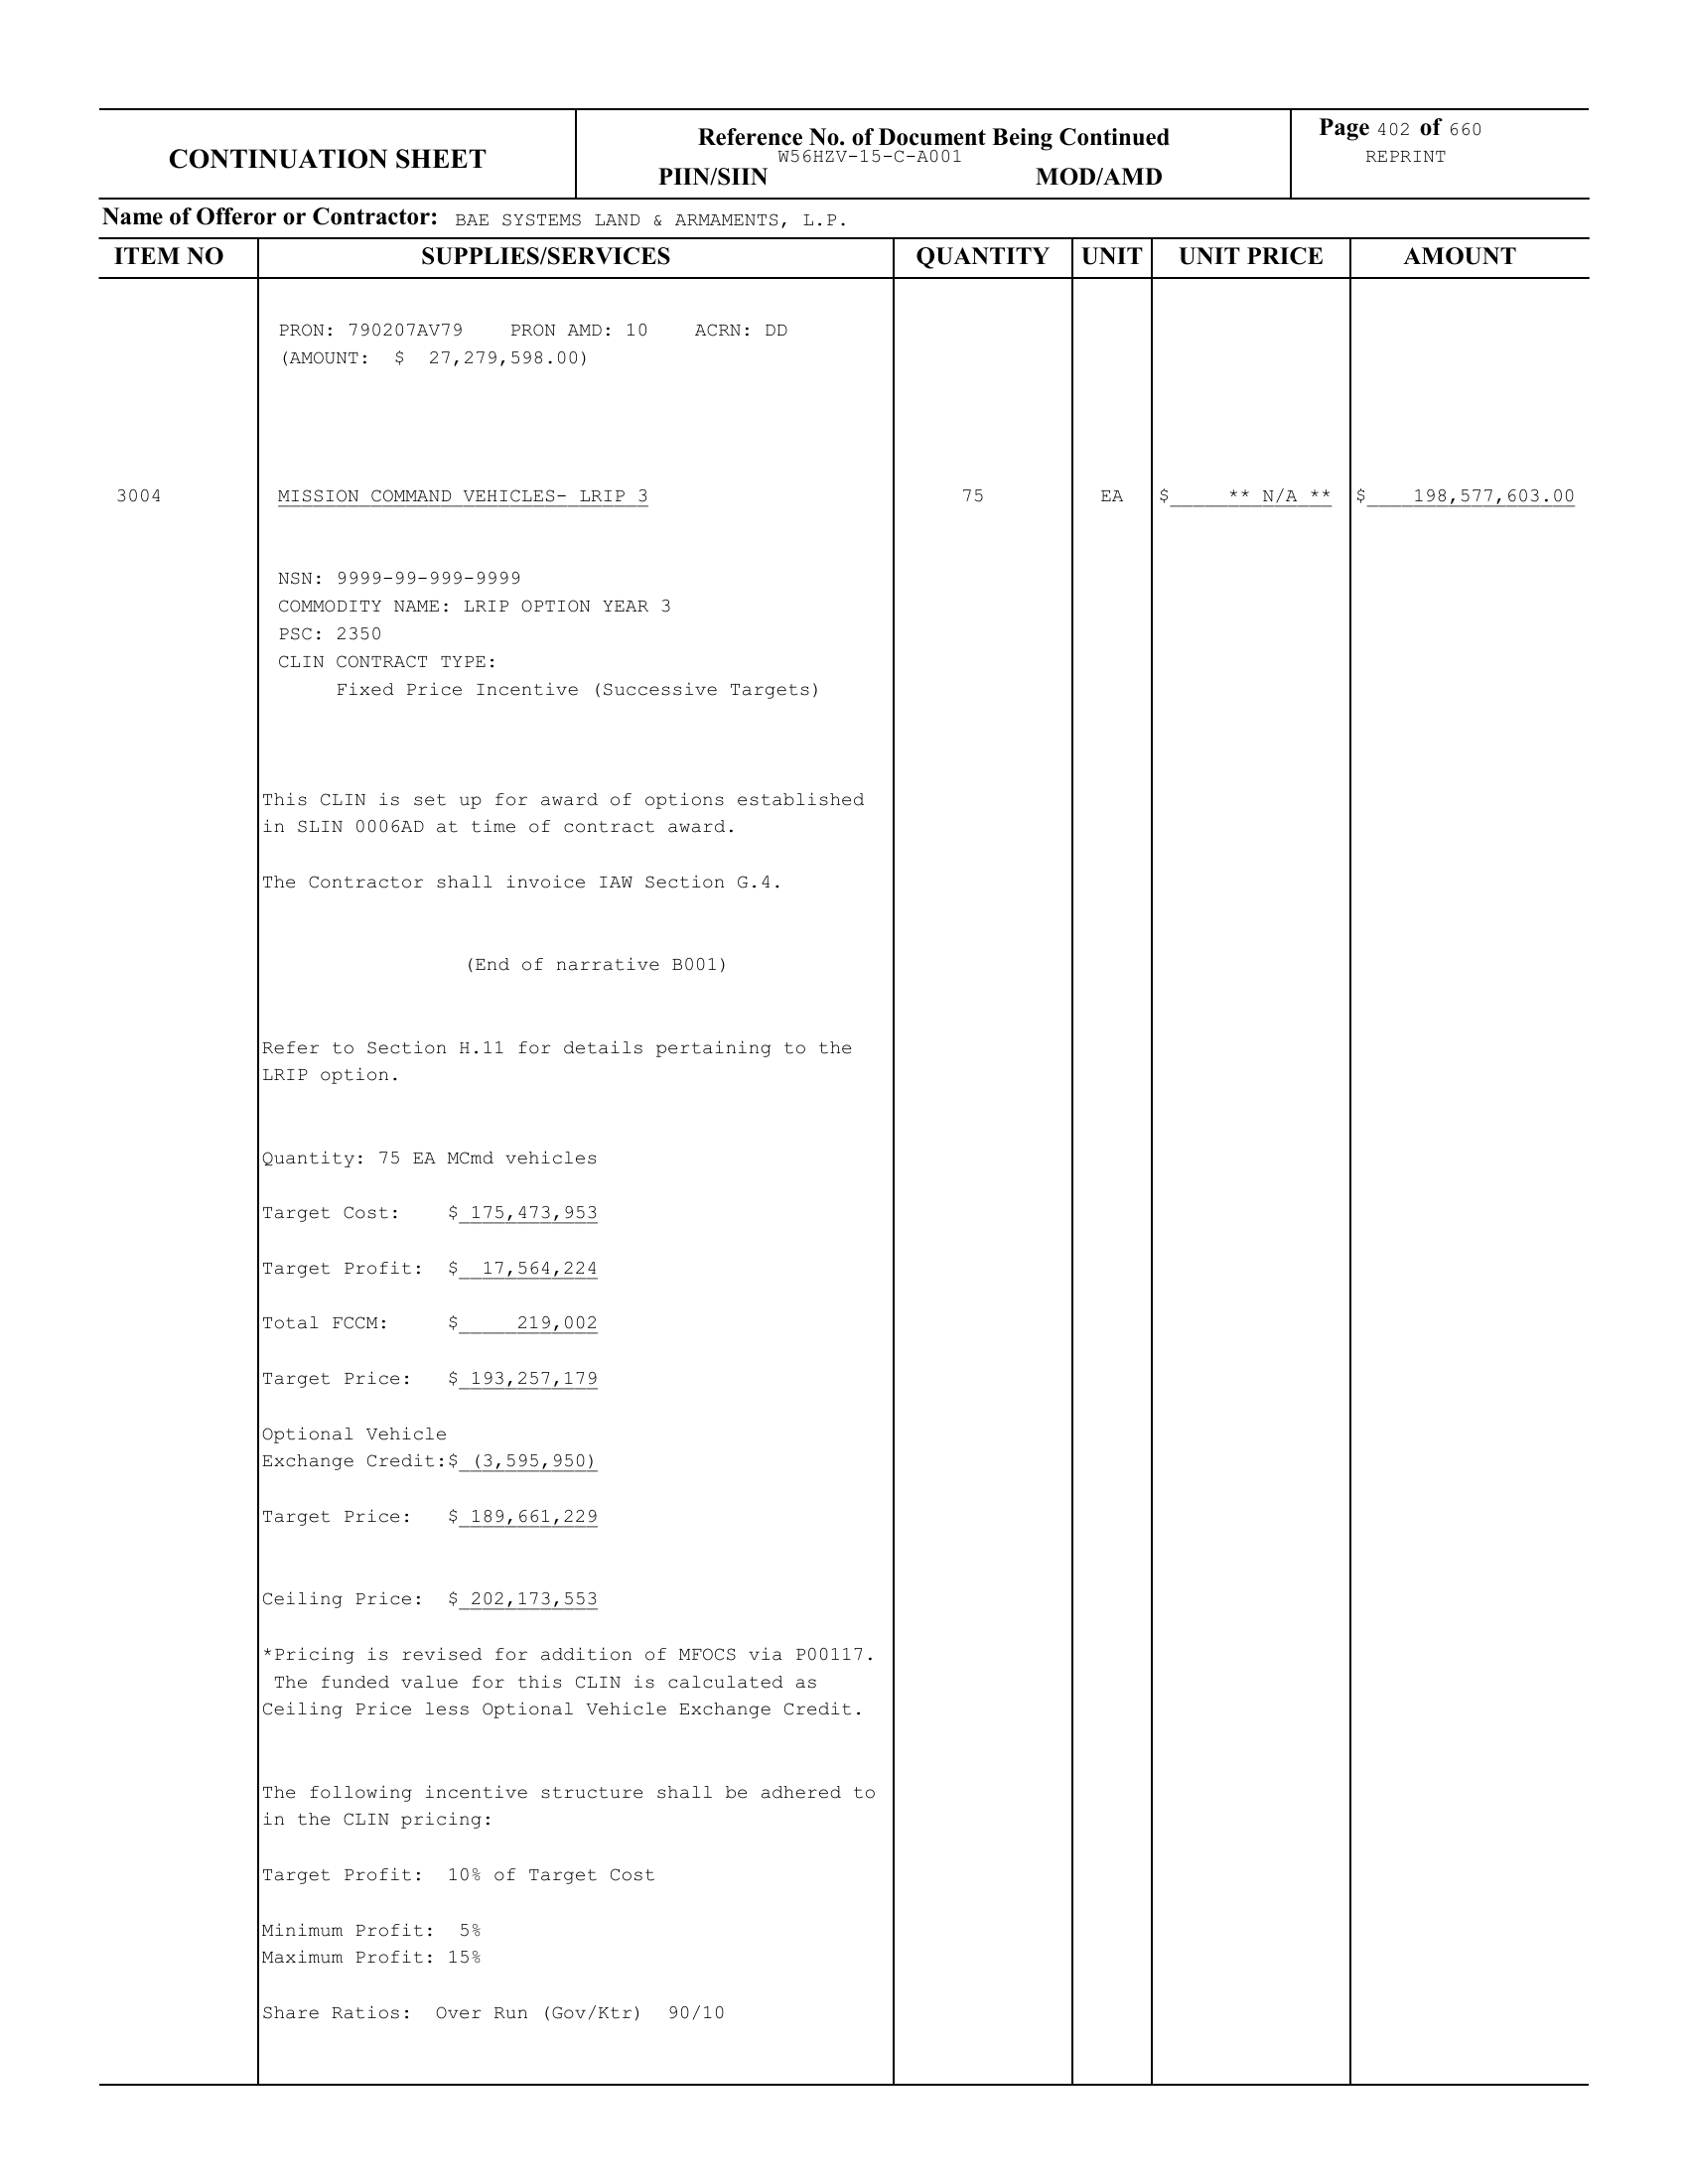 CONTINUATION SHEET
Reference No. of Document Being Continued
W56HZV-15-C-A001
PIIN/SIIN MOD/AMD
Page 402 of 660
REPRINT
Name of Offeror or Contractor: BAE SYSTEMS LAND & ARMAMENTS, L.P.
ITEM NO SUPPLIES/SERVICES QUANTITY UNIT UNIT PRICE AMOUNT
PRON: 790207AV79 PRON AMD: 10 ACRN: DD
(AMOUNT: $ 27,279,598.00)
3004 MISSION COMMAND VEHICLES- LRIP 3 75 EA $ ** N/A ** $ 198,577,603.00
NSN: 9999-99-999-9999
COMMODITY NAME: LRIP OPTION YEAR 3
PSC: 2350
CLIN CONTRACT TYPE:
Fixed Price Incentive (Successive Targets)
This CLIN is set up for award of options established
in SLIN 0006AD at time of contract award.
The Contractor shall invoice IAW Section G.4.
(End of narrative B001)
Refer to Section H.11 for details pertaining to the
LRIP option.
Quantity: 75 EA MCmd vehicles
Target Cost: $ 175,473,953
Target Profit: $ 17,564,224
Total FCCM: $ 219,002
Target Price: $ 193,257,179
Optional Vehicle
Exchange Credit:$ (3,595,950)
Target Price: $ 189,661,229
Ceiling Price: $ 202,173,553
*Pricing is revised for addition of MFOCS via P00117.
The funded value for this CLIN is calculated as
Ceiling Price less Optional Vehicle Exchange Credit.
The following incentive structure shall be adhered to
in the CLIN pricing:
Target Profit: 10% of Target Cost
Minimum Profit: 5%
Maximum Profit: 15%
Share Ratios: Over Run (Gov/Ktr) 90/10